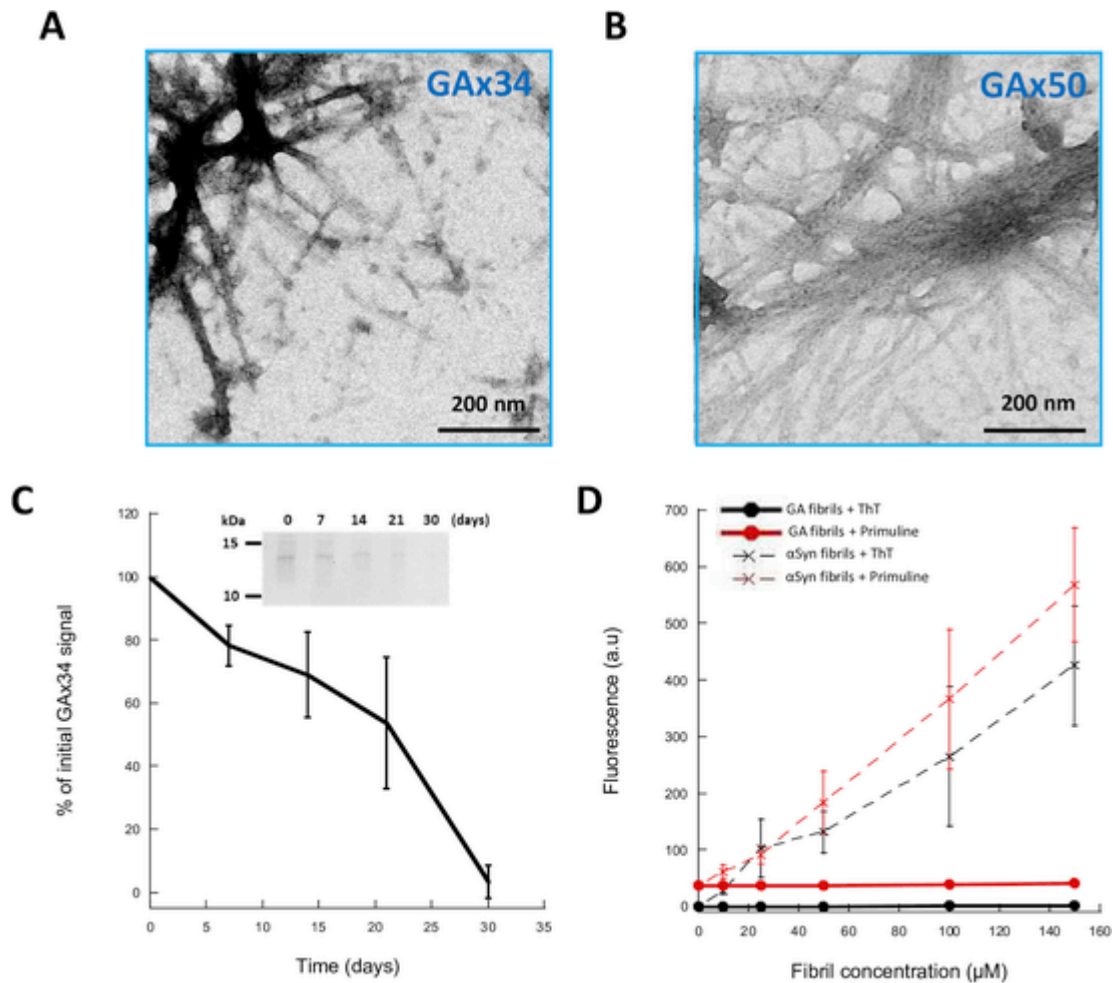 A
GAx34
200 nm
B
GAx50
200 nm
C
% of initial GAx34 signal
120
100
80
60
40
20
0
kDa 0 7 14 21 30 (days)
15
10
0 5 10 15 20 25 30 35
Time (days)
D
GA fibrils + ThT
GA fibrils + Primuline
αSyn fibrils + ThT
αSyn fibrils + Primuline
Fluorescence (a.u)
700
600
500
400
300
200
100
0
0 20 40 60 80 100 120 140 160
Fibril concentration (µM)